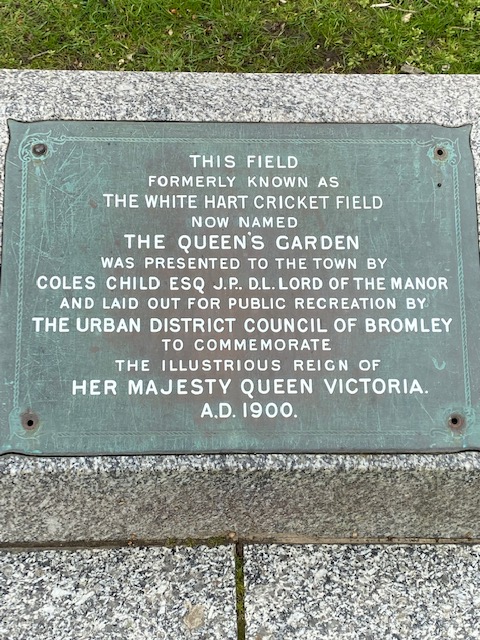 THIS FIELD
FORMERLY KNOWN AS
THE WHITE HART CRICKET FIELD
NOW NAMED
THE QUEEN'S GARDEN
WAS PRESENTED TO THE TOWN BY
COLES CHILD ESQ J.P. D.L. LORD OF THE MANOR
AND LAID OUT FOR PUBLIC RECREATION BY
THE URBAN DISTRICT COUNCIL OF BROMLEY
TO COMMEMORATE
THE ILLUSTRIOUS REIGN OF
HER MAJESTY QUEEN VICTORIA.
A.D. 1900.